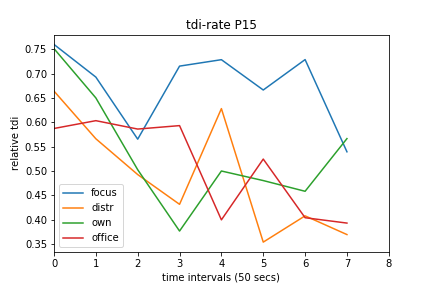 tdi-rate P15
relative tdi
0.75
0.70
0.65
0.60
0.55
0.50
0.45
0.40
0.35
focus
distr
own
office
0 1 2 3 4 5 6 7 8
time intervals (50 secs)